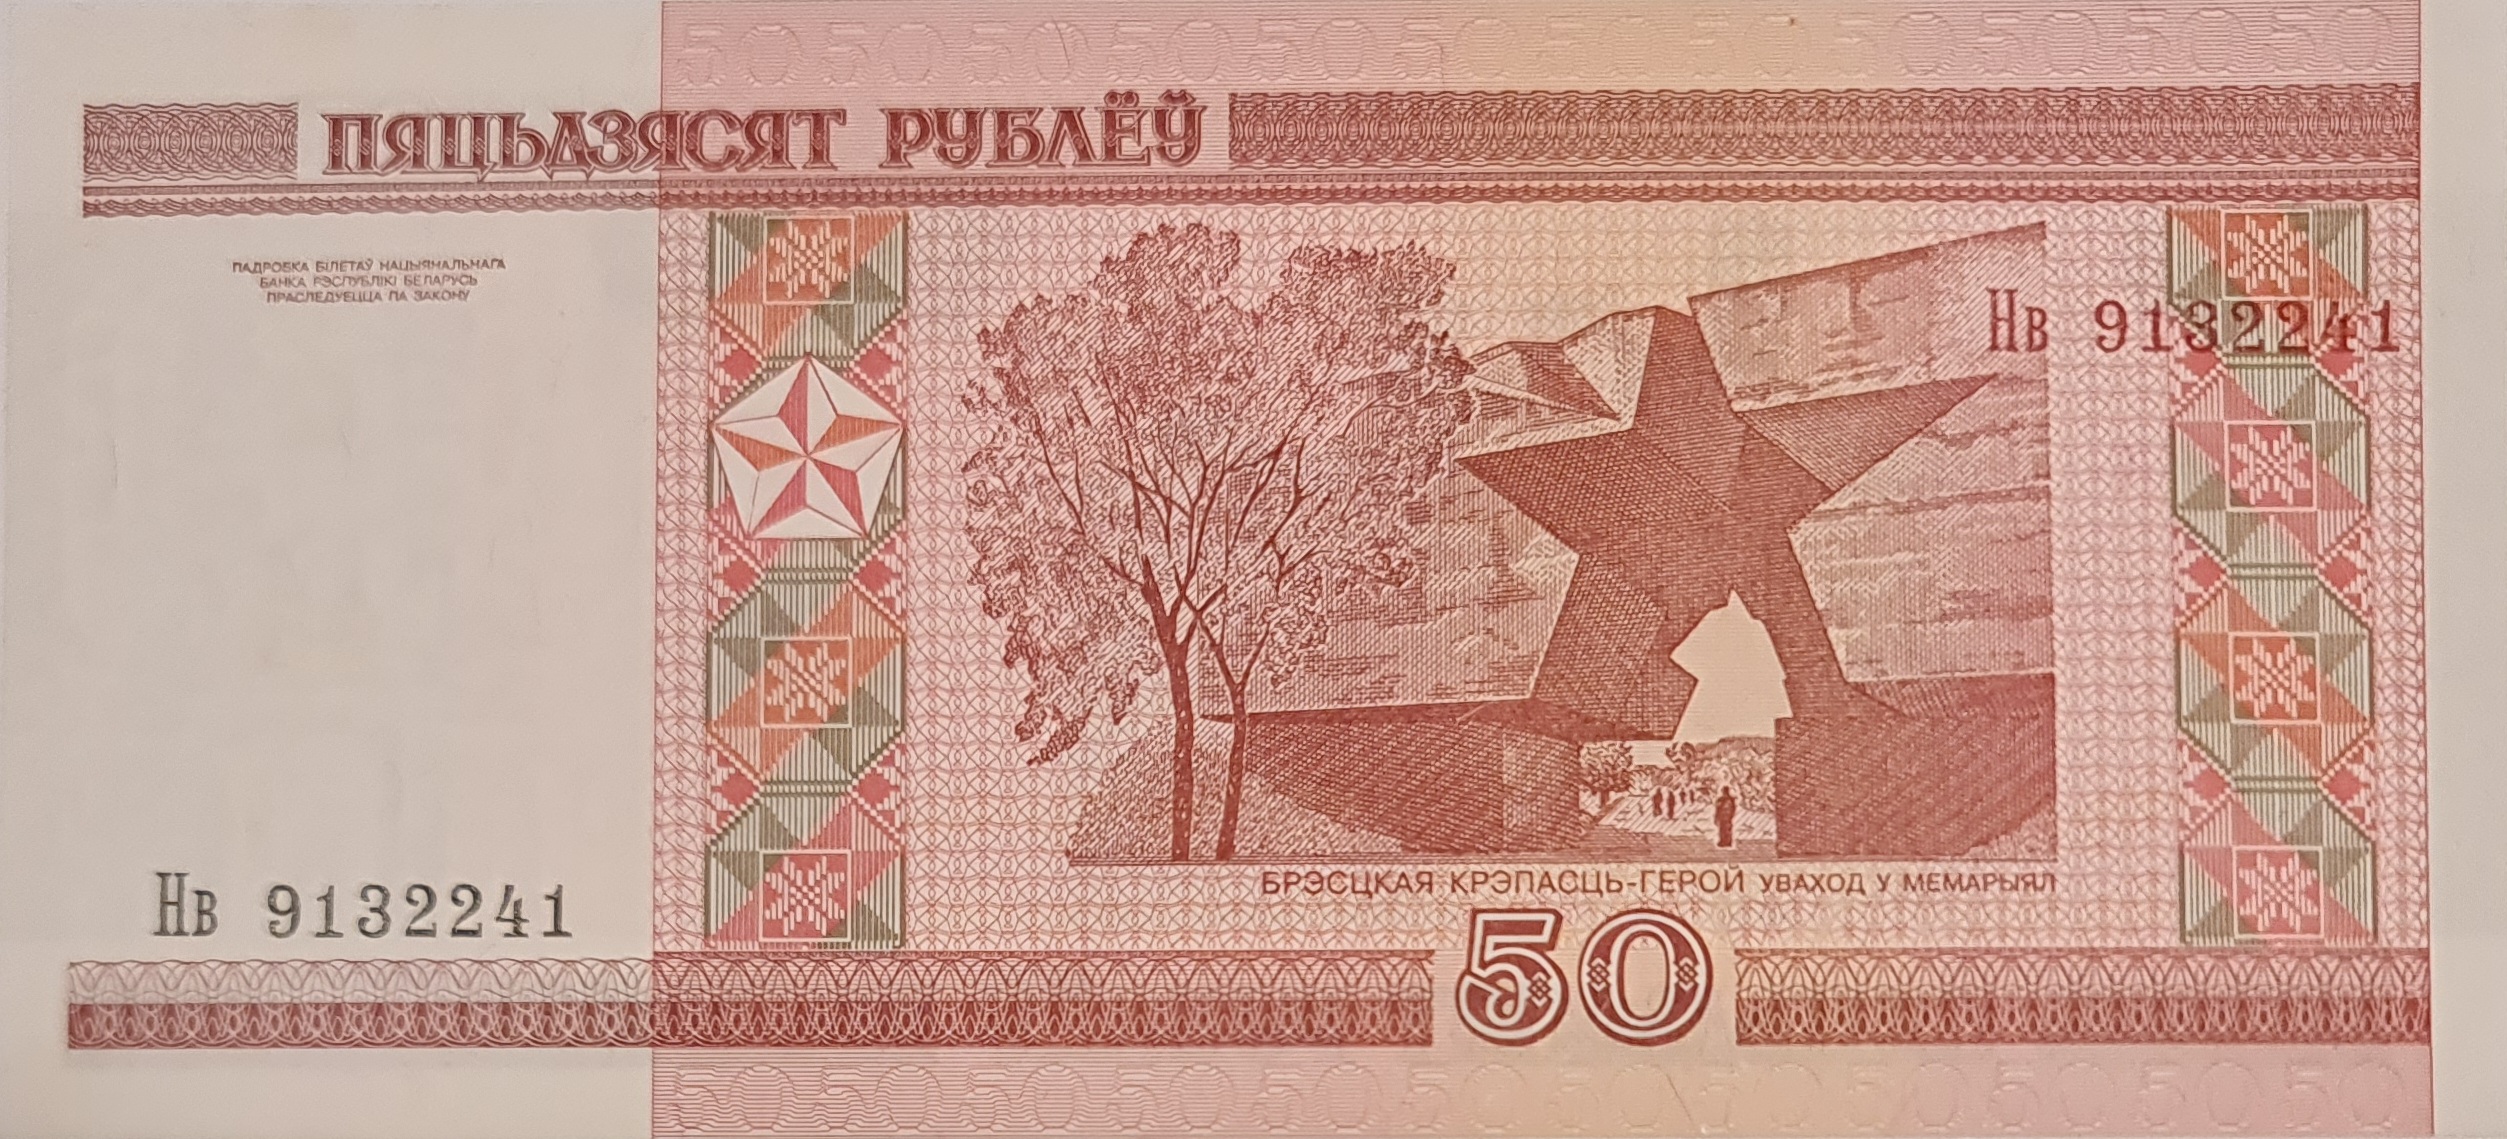 ПЯЦЬДЗЯСЯТ РУБЛЁЎ
ПАДРОБКА БІЛЕТАЎ НАЦЫЯНАЛЬНАГА
БАНКА РЭСПУБЛІКІ БЕЛАРУСЬ
ПРАСЛЕДУЕЦЦА ПА ЗАКОНУ
Нв 9132241
Нв 9132241
БРЭСЦКАЯ КРЭПАСЦЬ-ГЕРОЙ УВАХОД У МЕМАРЫЯЛ
50